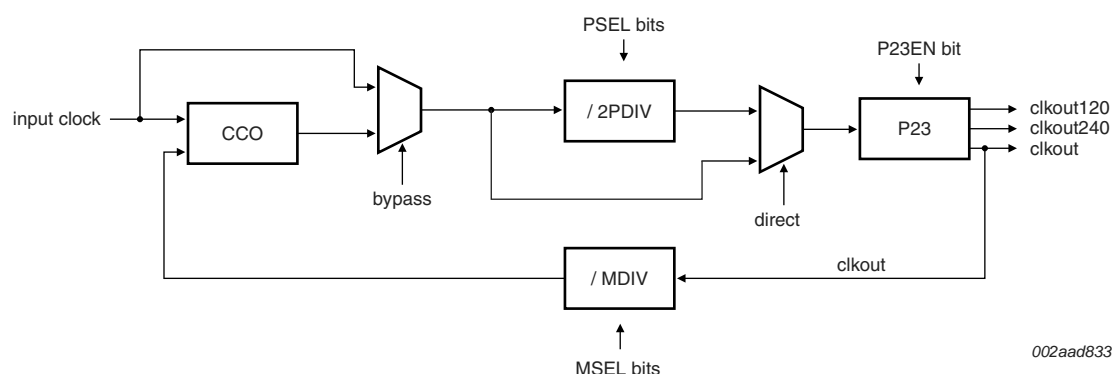 PSEL bits
P23EN bit
input clock
CCO
/ 2PDIV
P23
clkout120
clkout240
clkout
bypass
direct
/ MDIV
clkout
MSEL bits
002aad833